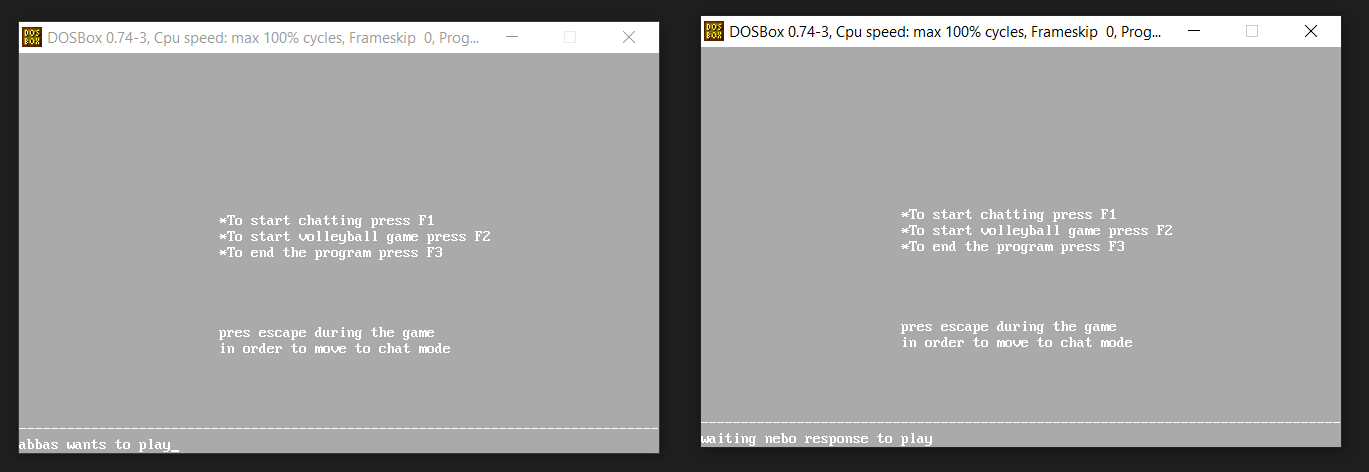 DOS
BOX
DOSBox 0.74-3, Cpu speed: max 100% cycles, Frameskip 0, Prog...
*To start chatting press F1
*To start volleyball game press F2
*To end the program press F3
pres escape during the game
in order to move to chat mode
abbas wants to play_
DOS
BOX
DOSBox 0.74-3, Cpu speed: max 100% cycles, Frameskip 0, Prog...
*To start chatting press F1
*To start volleyball game press F2
*To end the program press F3
pres escape during the game
in order to move to chat mode
waiting nebo response to play